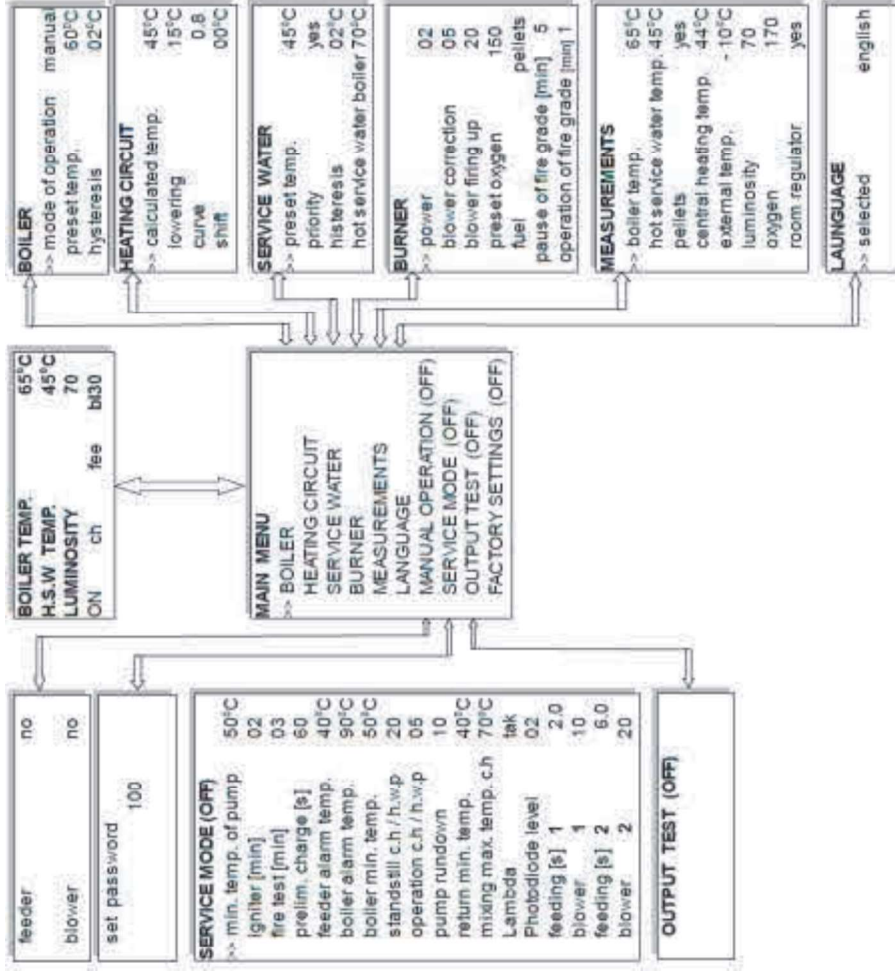 feeder no
blower no
set password
100
SERVICE MODE (OFF)
>> min. temp. of pump 50°C
igniter [min] 02
fire test [min] 03
prelim. charge [s] 60
feeder alarm temp. 40°C
boiler alarm temp. 90°C
boiler min. temp. 50°C
standstill c.h / h.w.p 20
operation c.h / h.w.p 05
pump rundown 10
return min. temp. 40°C
mixing max. temp. c.h 70°C
Lambda tak
Photodiode level 02
feeding [s] 1 2.0
blower 1 10
feeding [s] 2 6.0
blower 2 20
OUTPUT TEST (OFF)
BOILER TEMP. 65°C
H.S.W TEMP. 45°C
LUMINOSITY 70
ON ch fee bl30
MAIN MENU
>> BOILER
HEATING CIRCUIT
SERVICE WATER
BURNER
MEASUREMENTS
LANGUAGE
MANUAL OPERATION (OFF)
SERVICE MODE (OFF)
OUTPUT TEST (OFF)
FACTORY SETTINGS (OFF)
BOILER
>> mode of operation manual
preset temp. 60°C
hysteresis 02°C
HEATING CIRCUIT
>> calculated temp. 45°C
lowering 15°C
curve 0.8
shift 00°C
SERVICE WATER
>> preset temp. 45°C
priority yes
histeresis 02°C
hot service water boiler 70°C
BURNER
>> power 02
blower correction 05
blower firing up 20
preset oxygen 150
fuel pellets
pause of fire grade [min] 5
operation of fire grade [min] 1
MEASUREMENTS
>> boiler temp. 65°C
hot service water temp. 45°C
pellets yes
central heating temp. 44°C
external temp. -10°C
luminosity 70
oxygen 170
room regulator yes
LAUNGUAGE
>> selected english